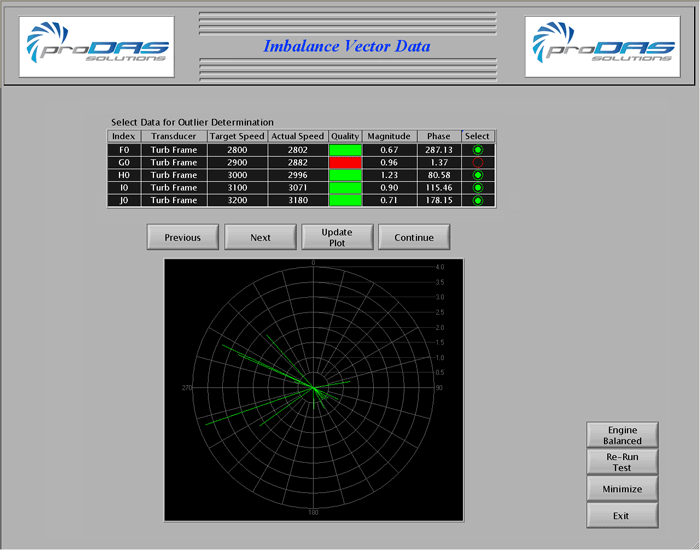 proDAS
SOLUTIONS
Imbalance Vector Data
proDAS
SOLUTIONS
Select Data for Outlier Determination
Index Transducer Target Speed Actual Speed Quality Magnitude Phase Select
F0 Turb Frame 2800 2802 0.67 287.13
G0 Turb Frame 2900 2882 0.96 1.37
H0 Turb Frame 3000 2996 1.23 80.58
I0 Turb Frame 3100 3071 0.90 115.46
J0 Turb Frame 3200 3180 0.71 178.15
Previous Next Update Plot Continue
0
4.0
3.5
3.0
2.5
2.0
1.5
1.0
0.5
270 90
180
Engine
Balanced
Re-Run
Test
Minimize
Exit